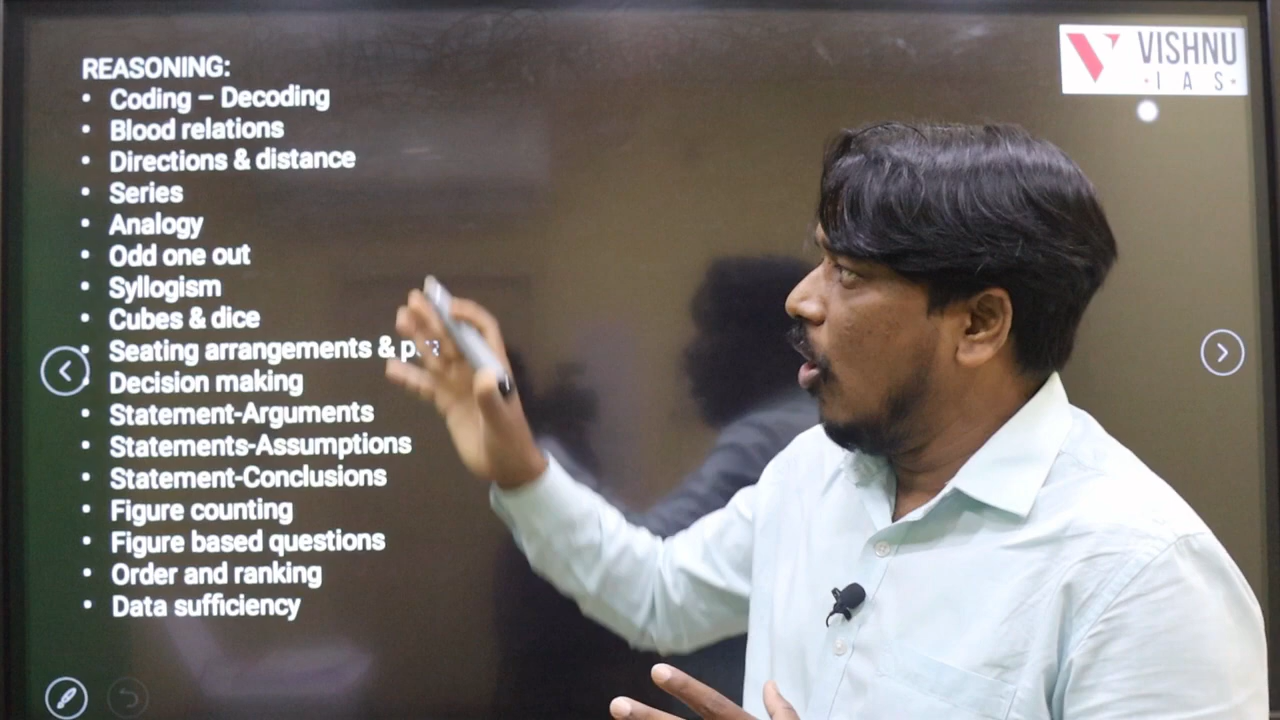 REASONING:
• Coding – Decoding
• Blood relations
• Directions & distance
• Series
• Analogy
• Odd one out
• Syllogism
• Cubes & dice
• Seating arrangements &
• Decision making
• Statement-Arguments
• Statements-Assumptions
• Statement-Conclusions
• Figure counting
• Figure based questions
• Order and ranking
• Data sufficiency
VISHNU
· I A S ·